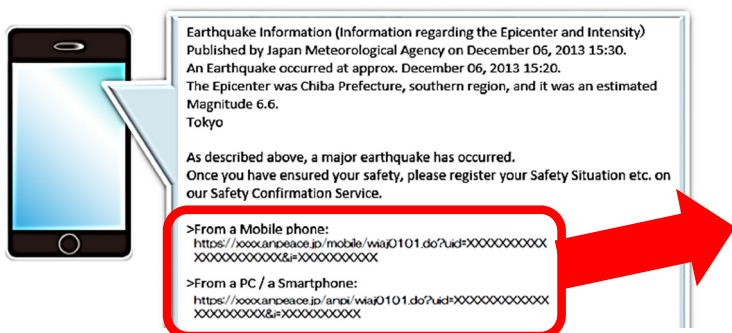 Earthquake Information (Information regarding the Epicenter and Intensity)
Published by Japan Meteorological Agency on December 06, 2013 15:30.
An Earthquake occurred at approx. December 06, 2013 15:20.
The Epicenter was Chiba Prefecture, southern region, and it was an estimated
Magnitude 6.6.
Tokyo
As described above, a major earthquake has occurred.
Once you have ensured your safety, please register your Safety Situation etc. on
our Safety Confirmation Service.
>From a Mobile phone:
https://xxxx.anpeace.jp/mobile/wiaj0101.do?uid=XXXXXXXXXXX
XXXXXXXXXXXX&i=XXXXXXXXXXX
>From a PC / a Smartphone:
https://xxxx.anpeace.jp/anpi/wiaj0101.do?uid=XXXXXXXXXXXXX
XXXXXXXXXX&i=XXXXXXXXXXX